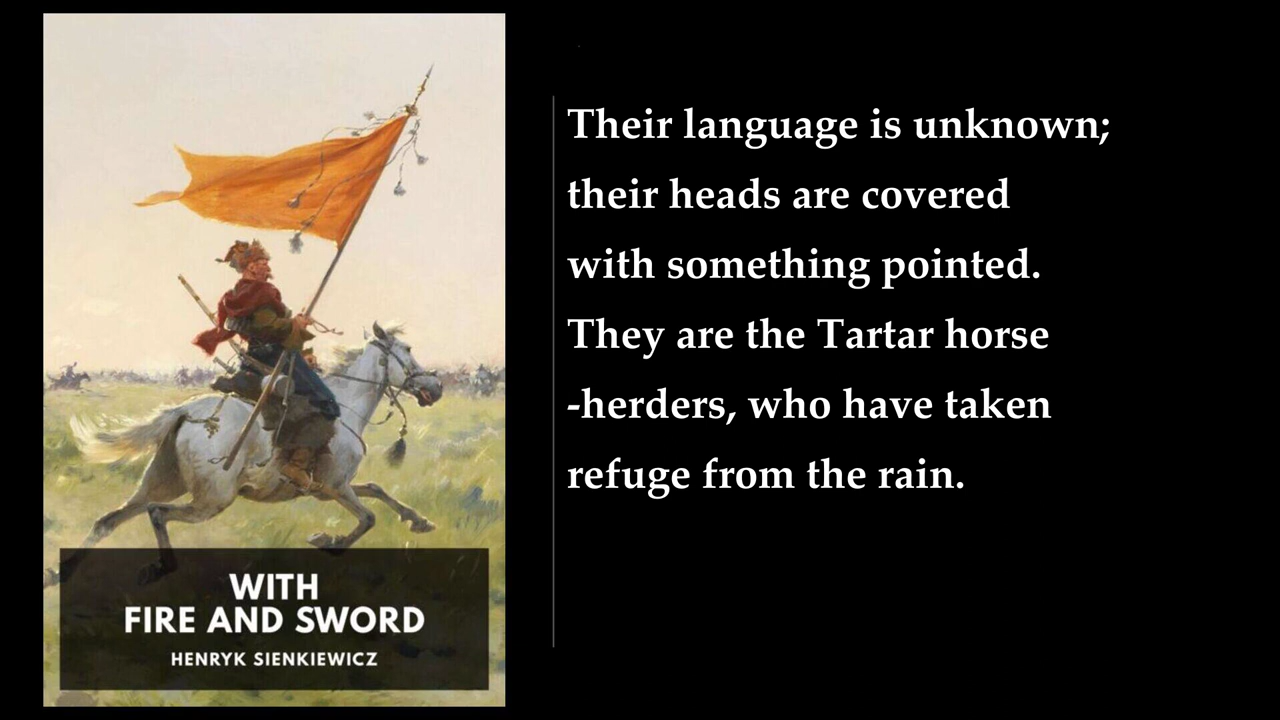 WITH
FIRE AND SWORD
HENRYK SIENKIEWICZ
Their language is unknown;
their heads are covered
with something pointed.
They are the Tartar horse
-herders, who have taken
refuge from the rain.